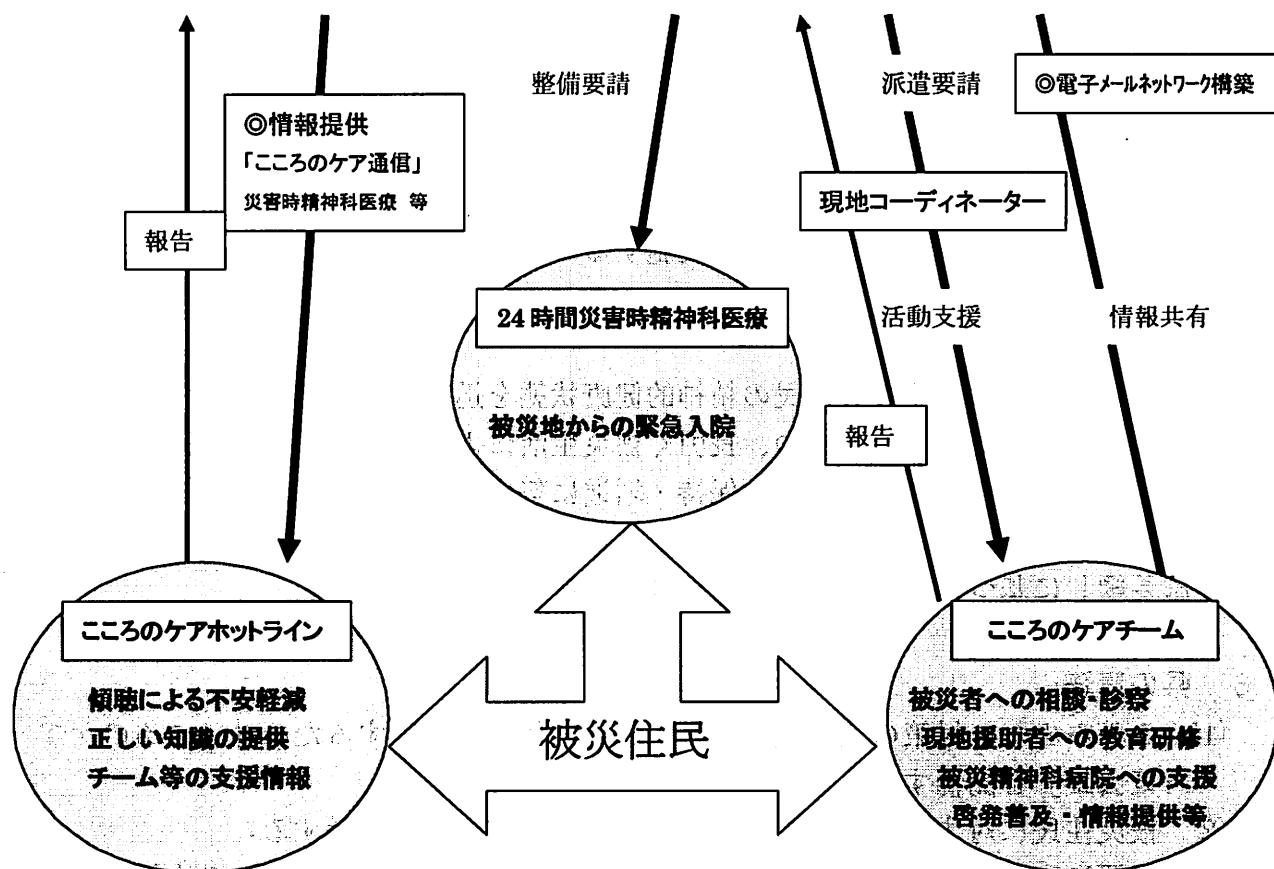 整備要請
派遣要請
◎電子メールネットワーク構築
◎情報提供
「こころのケア通信」
災害時精神科医療 等
現地コーディネーター
報告
24時間災害時精神科医療
活動支援
情報共有
被災地からの緊急入院
報告
こころのケアホットライン
傾聴による不安軽減
正しい知識の提供
チーム等の支援情報
被災住民
こころのケアチーム
被災者への相談・診察
現地援助者への教育研修
被災精神科病院への支援
啓発普及・情報提供等